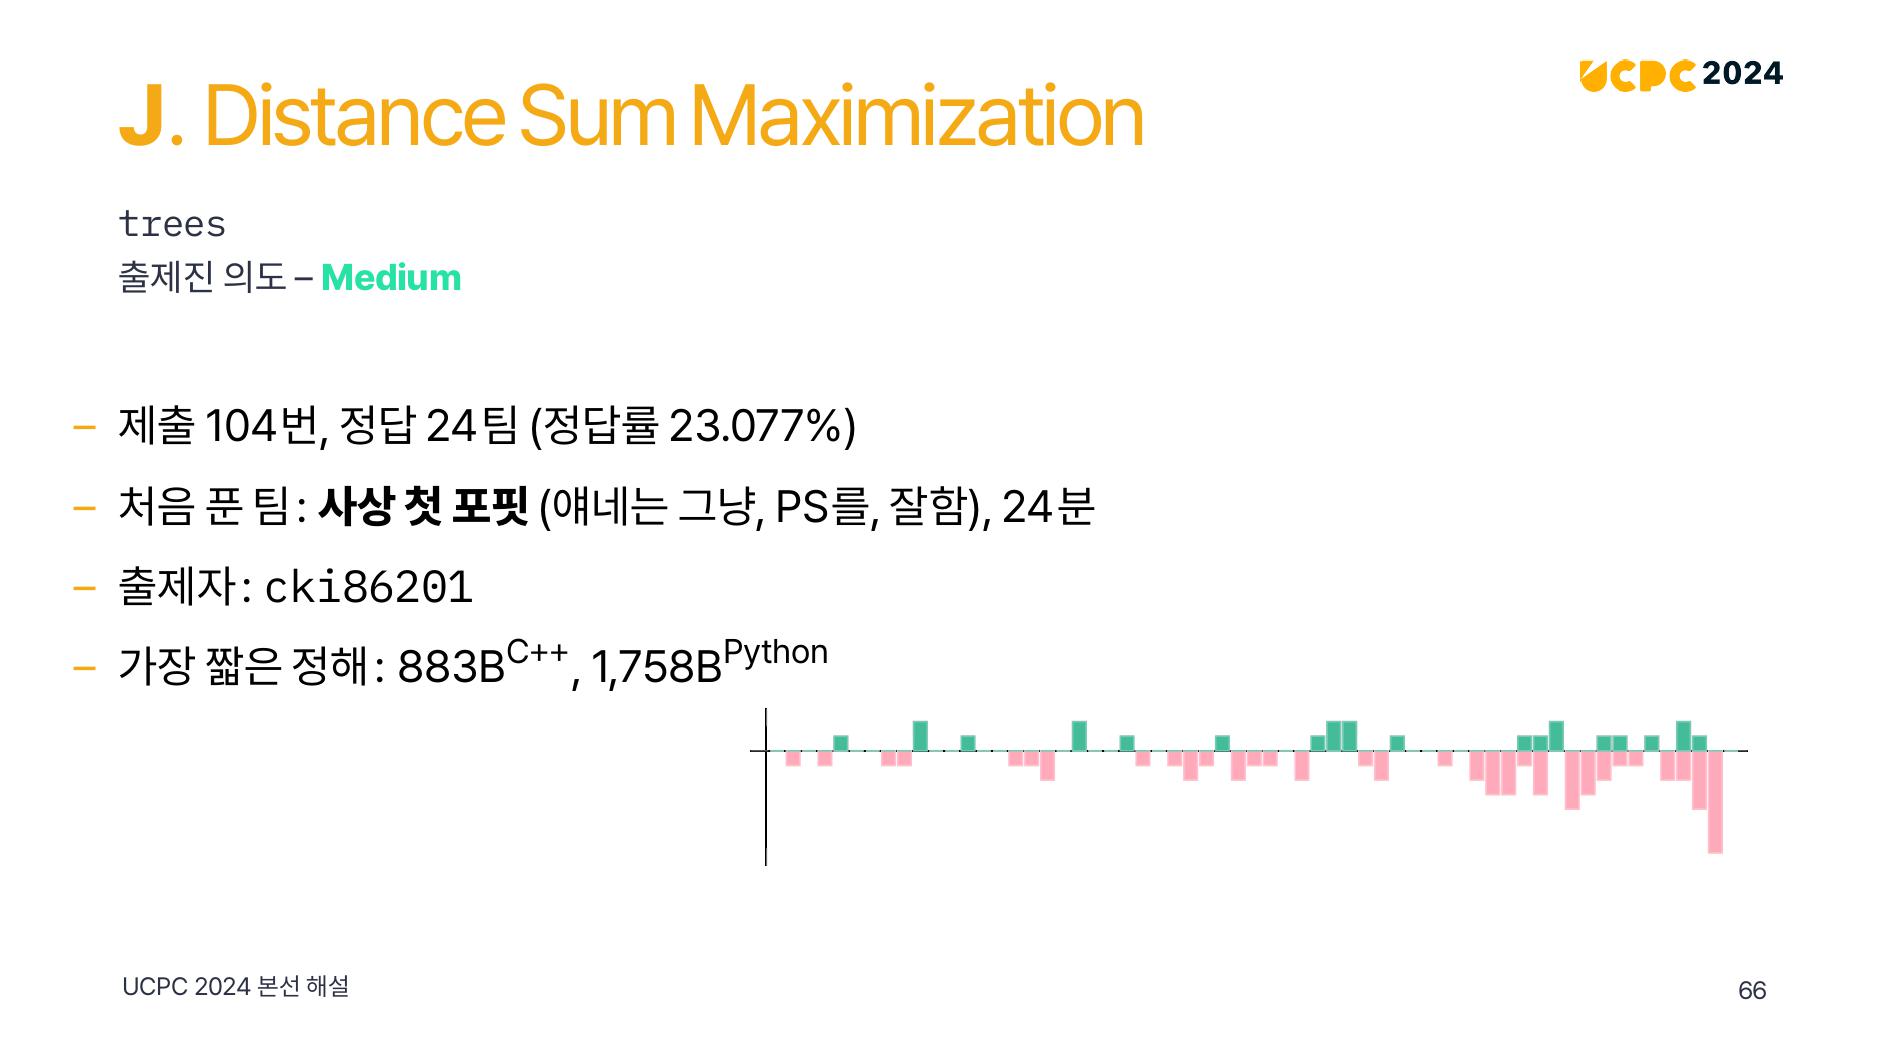 J. Distance Sum Maximization
UCPC 2024
trees
출제진 의도 – Medium
– 제출 104번, 정답 24팀 (정답률 23.077%)
– 처음 푼 팀: 사상 첫 포핏 (얘네는 그냥, PS를, 잘함), 24분
– 출제자: cki86201
– 가장 짧은 정해: 883B^C++, 1,758B^Python
UCPC 2024 본선 해설
66